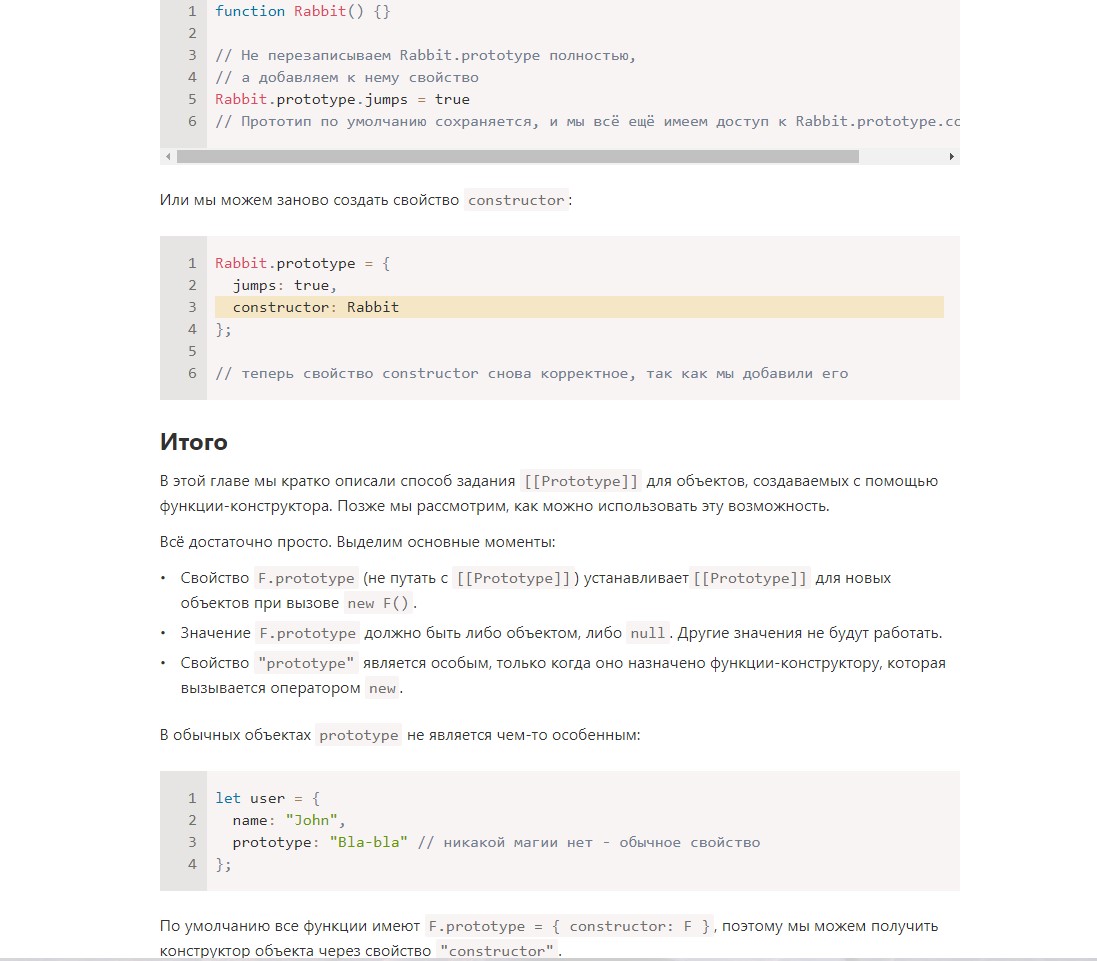 1 function Rabbit() {}
2
3 // Не перезаписываем Rabbit.prototype полностью,
4 // а добавляем к нему свойство
5 Rabbit.prototype.jumps = true
6 // Прототип по умолчанию сохраняется, и мы всё ещё имеем доступ к Rabbit.prototype.co
Или мы можем заново создать свойство constructor:
1 Rabbit.prototype = {
2   jumps: true,
3   constructor: Rabbit
4 };
5
6 // теперь свойство constructor снова корректное, так как мы добавили его
Итого
В этой главе мы кратко описали способ задания [[Prototype]] для объектов, создаваемых с помощью
функции-конструктора. Позже мы рассмотрим, как можно использовать эту возможность.
Всё достаточно просто. Выделим основные моменты:
• Свойство F.prototype (не путать с [[Prototype]]) устанавливает [[Prototype]] для новых
объектов при вызове new F().
• Значение F.prototype должно быть либо объектом, либо null. Другие значения не будут работать.
• Свойство "prototype" является особым, только когда оно назначено функции-конструктору, которая
вызывается оператором new.
В обычных объектах prototype не является чем-то особенным:
1 let user = {
2   name: "John",
3   prototype: "Bla-bla" // никакой магии нет - обычное свойство
4 };
По умолчанию все функции имеют F.prototype = { constructor: F }, поэтому мы можем получить
конструктор объекта через свойство "constructor".